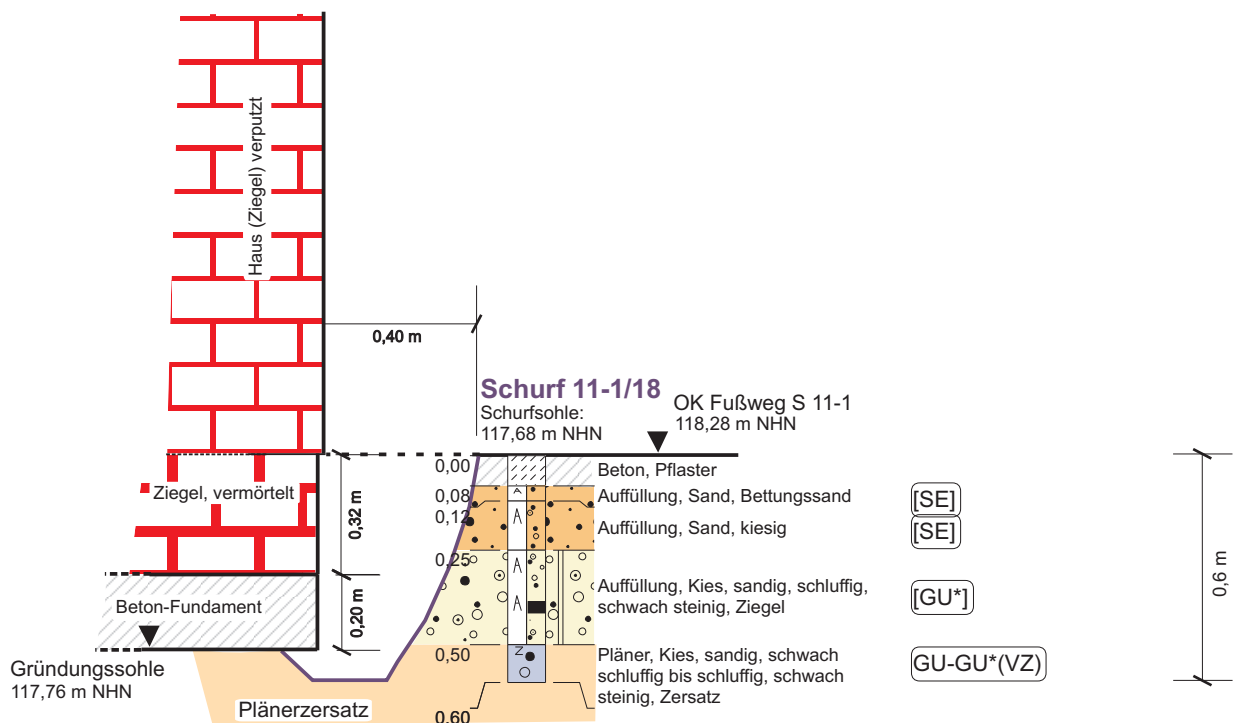 Haus (Ziegel) verputzt
0,40 m
Schurf 11-1/18
Schurfsohle:
117,68 m NHN
OK Fußweg S 11-1
118,28 m NHN
0,00
Beton, Pflaster
Ziegel, vermörtelt
0,08
Auffüllung, Sand, Bettungssand
[SE]
0,12
Auffüllung, Sand, kiesig
[SE]
0,32 m
0,25
Auffüllung, Kies, sandig, schluffig,
schwach steinig, Ziegel
[GU*]
0,6 m
Beton-Fundament
0,20 m
0,50
Pläner, Kies, sandig, schwach
schluffig bis schluffig, schwach
steinig, Zersatz
GU-GU*(VZ)
Z
Gründungssohle
117,76 m NHN
Plänerzersatz
0,60